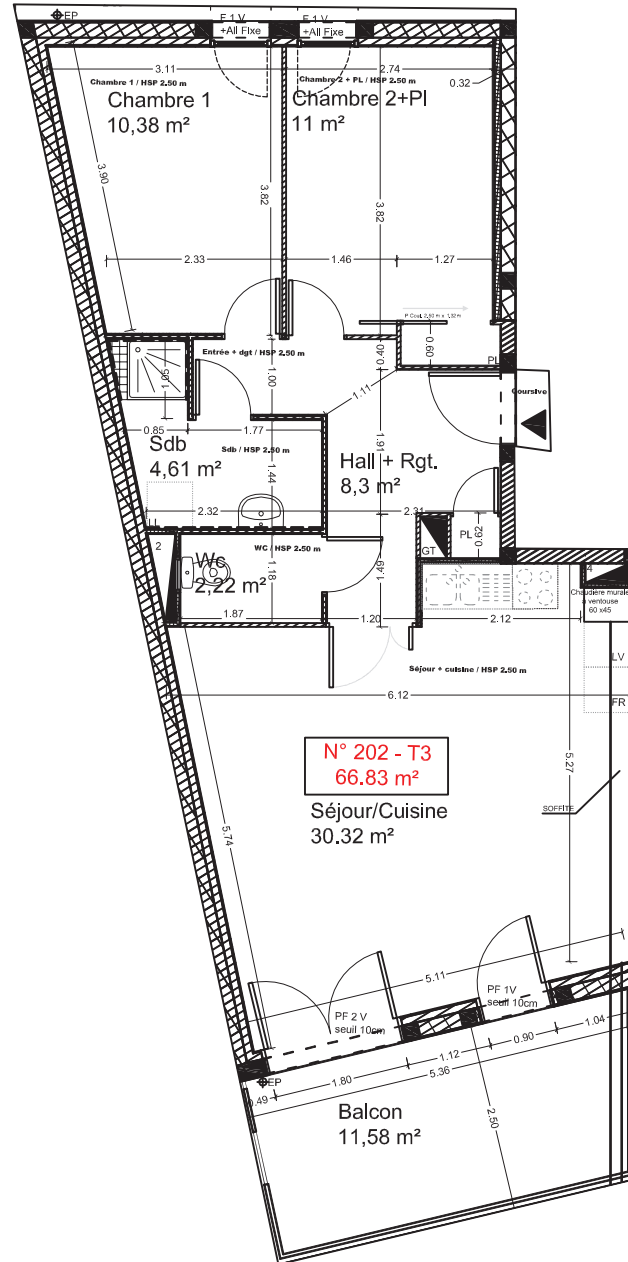 EP
F 1 V
+All Fixe
F 1 V
+All Fixe
3.11
2.74
Chambre 1 / HSP 2.50 m
Chambre 2 + PL / HSP 2.50 m
0.32
Chambre 1
10,38 m²
Chambre 2+Pl
11 m²
3.90
3.82
3.82
2.33
1.46
1.27
P Coul. 2,50 m x 1,32 m
Entrée + dgt / HSP 2.50 m
0.40
0.60
PL
1.05
1.00
1.11
Coursive
0.85
1.77
Sdb
4,61 m²
Sdb / HSP 2.50 m
1.44
1.91
Hall + Rgt.
8,3 m²
2.32
2.31
GT
PL
0.62
2
Wc
2,22 m²
WC / HSP 2.50 m
1.18
1.49
4
Chaudière murale
à ventouse
60 x45
1.87
1.20
2.12
Séjour + cuisine / HSP 2.50 m
LV
6.12
FR
N° 202 - T3
66.83 m²
5.27
Séjour/Cuisine
30.32 m²
SOFFITE
5.74
5.11
PF 2 V
seuil 10cm
PF 1V
seuil 10cm
EP
0.49
1.80
1.12
0.90
1.04
5.36
Balcon
11,58 m²
2.50